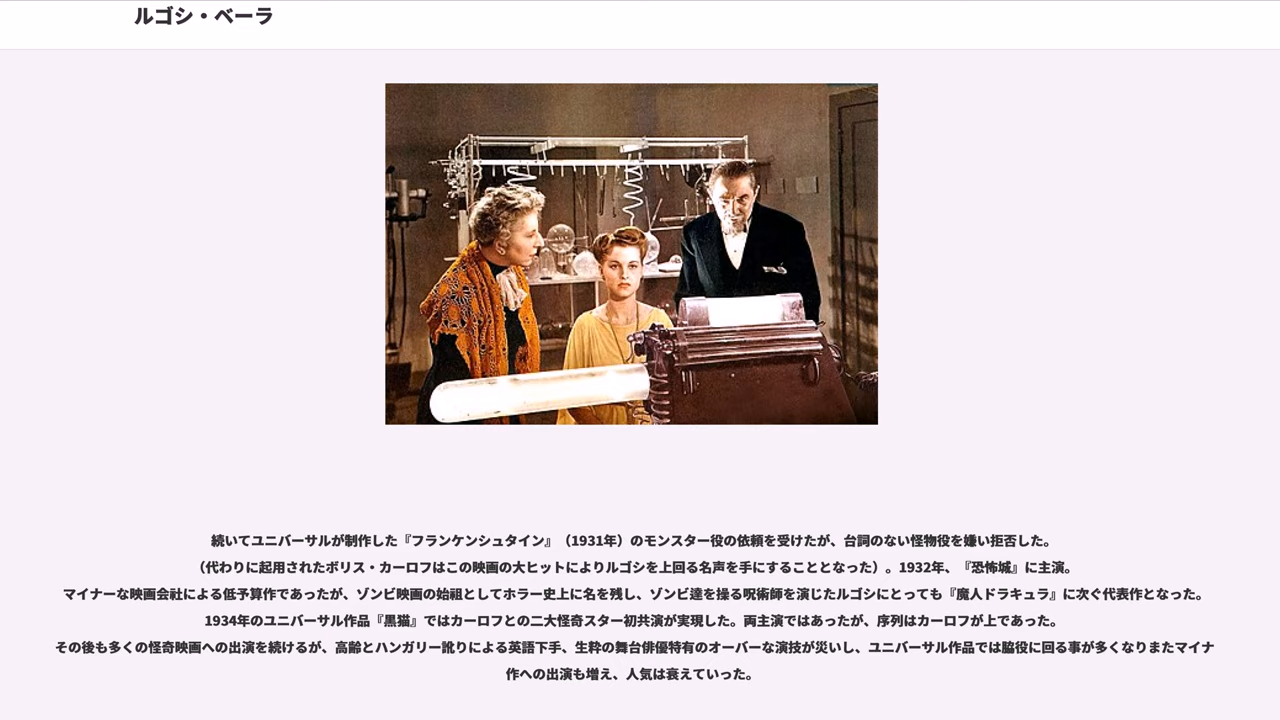 ルゴシ・ベーラ
続いてユニバーサルが制作した『フランケンシュタイン』（1931年）のモンスター役の依頼を受けたが、台詞のない怪物役を嫌い拒否した。
（代わりに起用されたボリス・カーロフはこの映画の大ヒットによりルゴシを上回る名声を手にすることとなった）。1932年、『恐怖城』に主演。
マイナーな映画会社による低予算作であったが、ゾンビ映画の始祖としてホラー史上に名を残し、ゾンビ達を操る呪術師を演じたルゴシにとっても『魔人ドラキュラ』に次ぐ代表作となった。
1934年のユニバーサル作品『黒猫』ではカーロフとの二大怪奇スター初共演が実現した。両主演ではあったが、序列はカーロフが上であった。
その後も多くの怪奇映画への出演を続けるが、高齢とハンガリー訛りによる英語下手、生粋の舞台俳優特有のオーバーな演技が災いし、ユニバーサル作品では脇役に回る事が多くなりまたマイナ
作への出演も増え、人気は衰えていった。